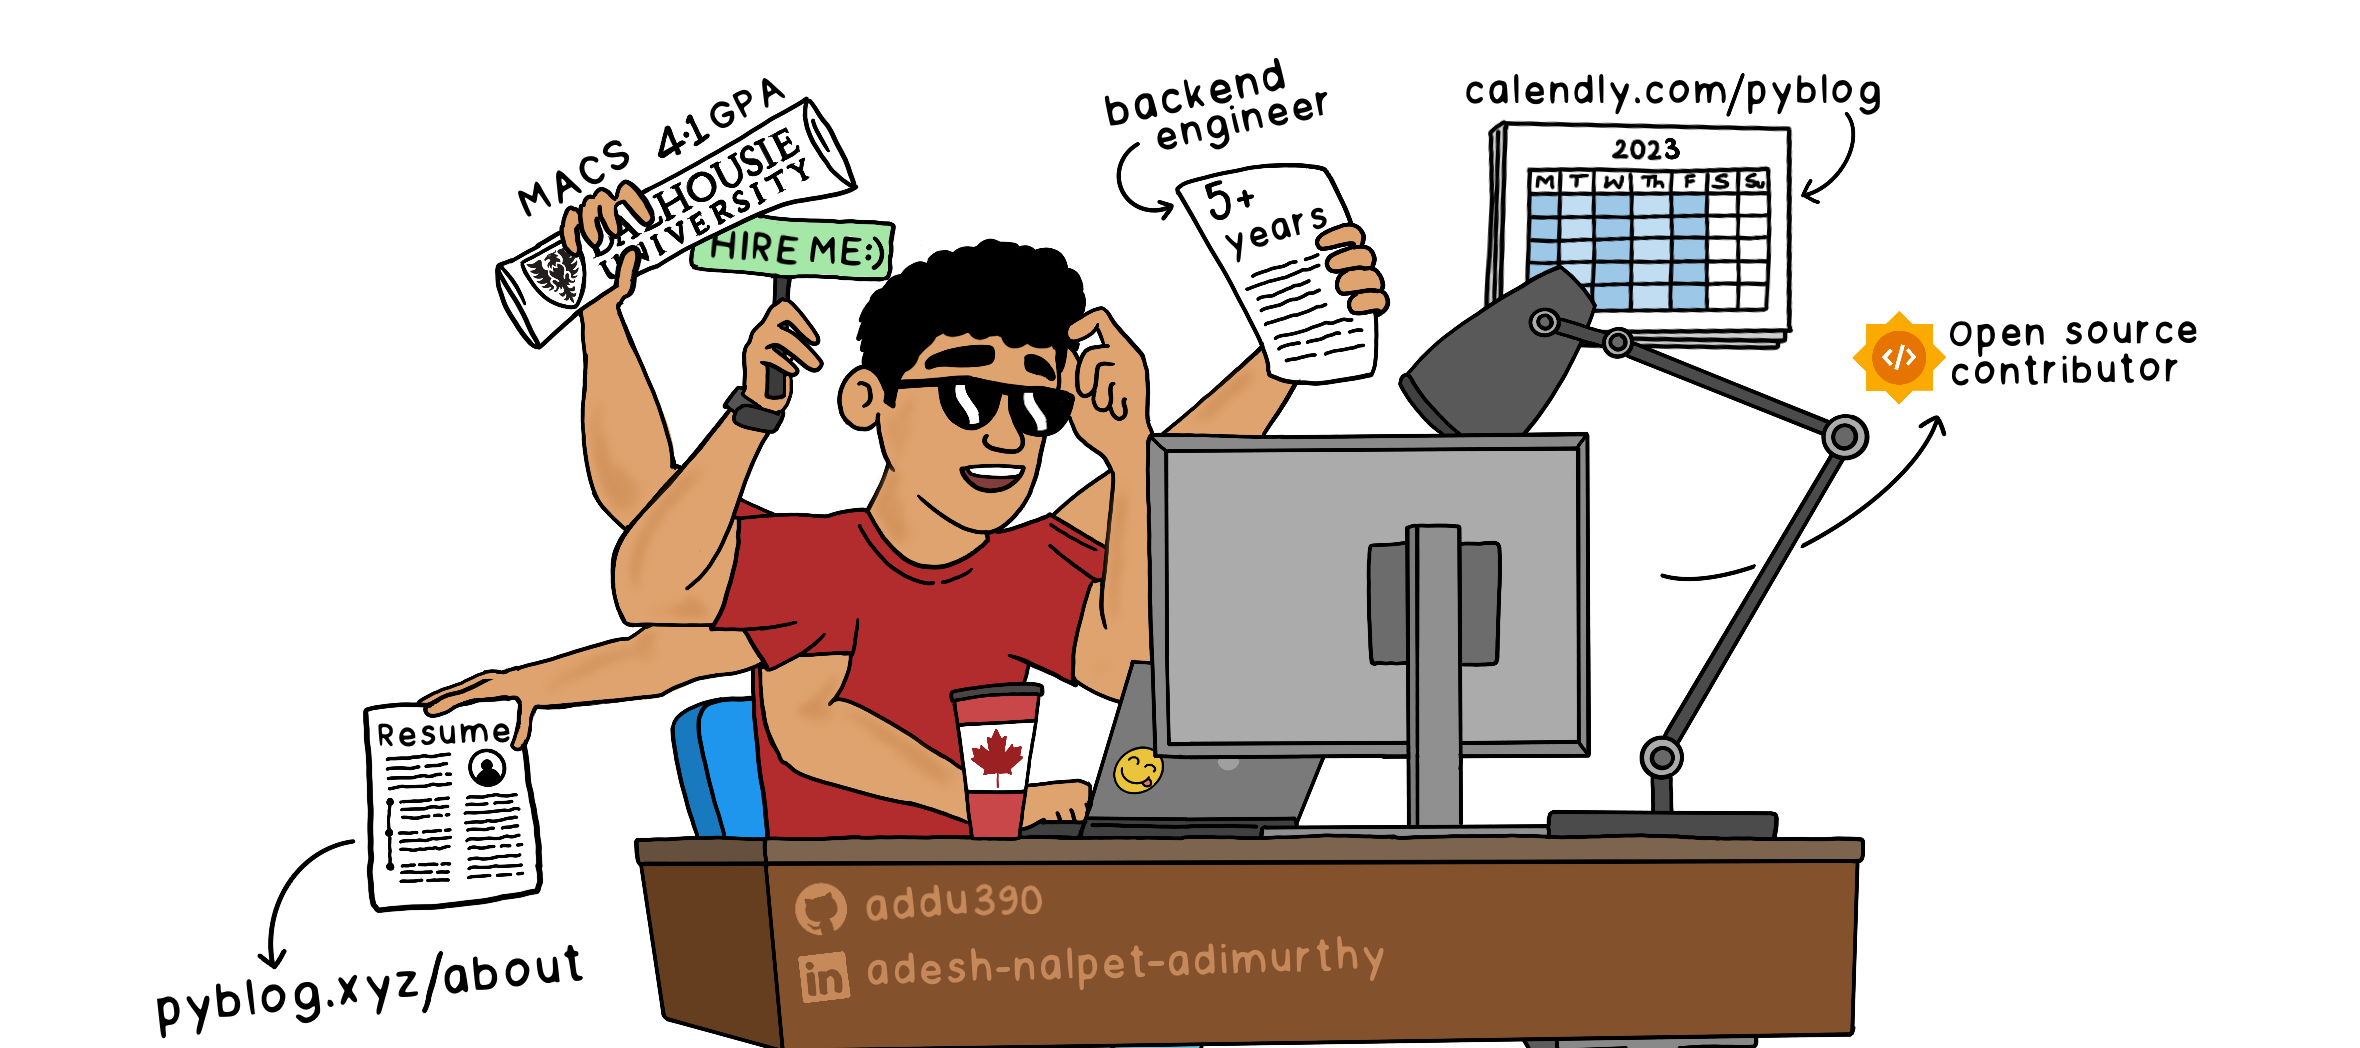 MACS 4.1 GPA
DALHOUSIE
UNIVERSITY
HIRE ME:)
backend
engineer
5+
years
calendly.com/pyblog
2023
M T W Th F S Su
Open source
contributor
</>
Resume
pyblog.xyz/about
addu390
in adesh-nalpet-adimurthy